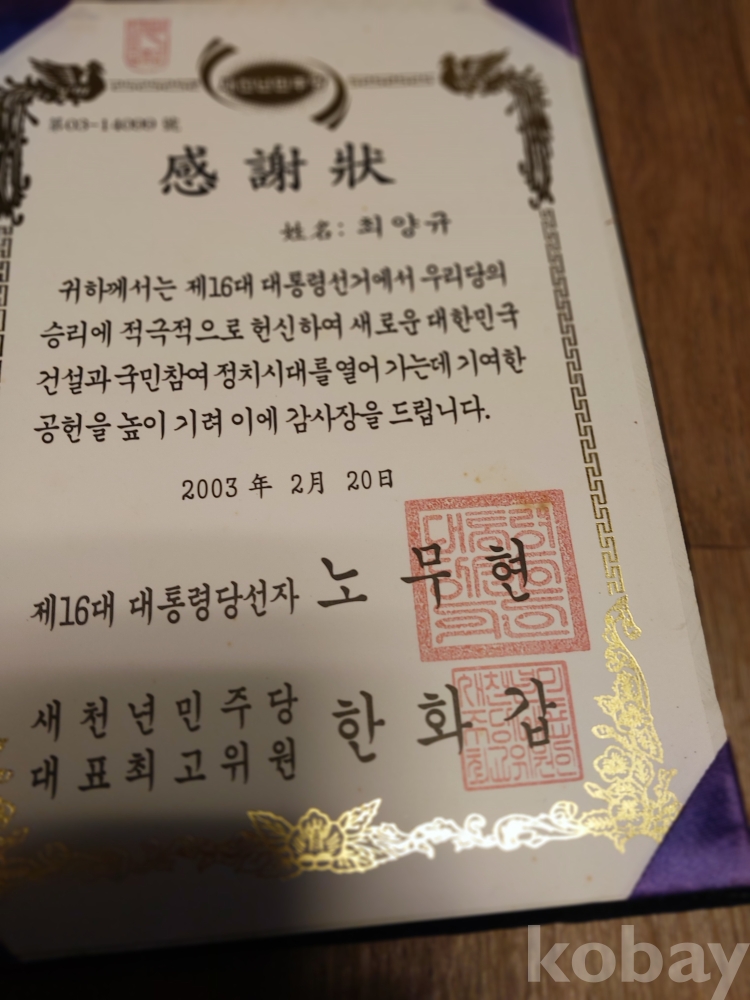 제03-14099 號
感謝狀
姓名: 최양규
귀하께서는 제16대 대통령선거에서 우리당의
승리에 적극적으로 헌신하여 새로운 대한민국
건설과 국민참여 정치시대를 열어 가는데 기여한
공헌을 높이 기려 이에 감사장을 드립니다.
2003 年 2月 20日
제16대 대통령당선자 노무현
새천년민주당
대표최고위원 한화갑
kobay